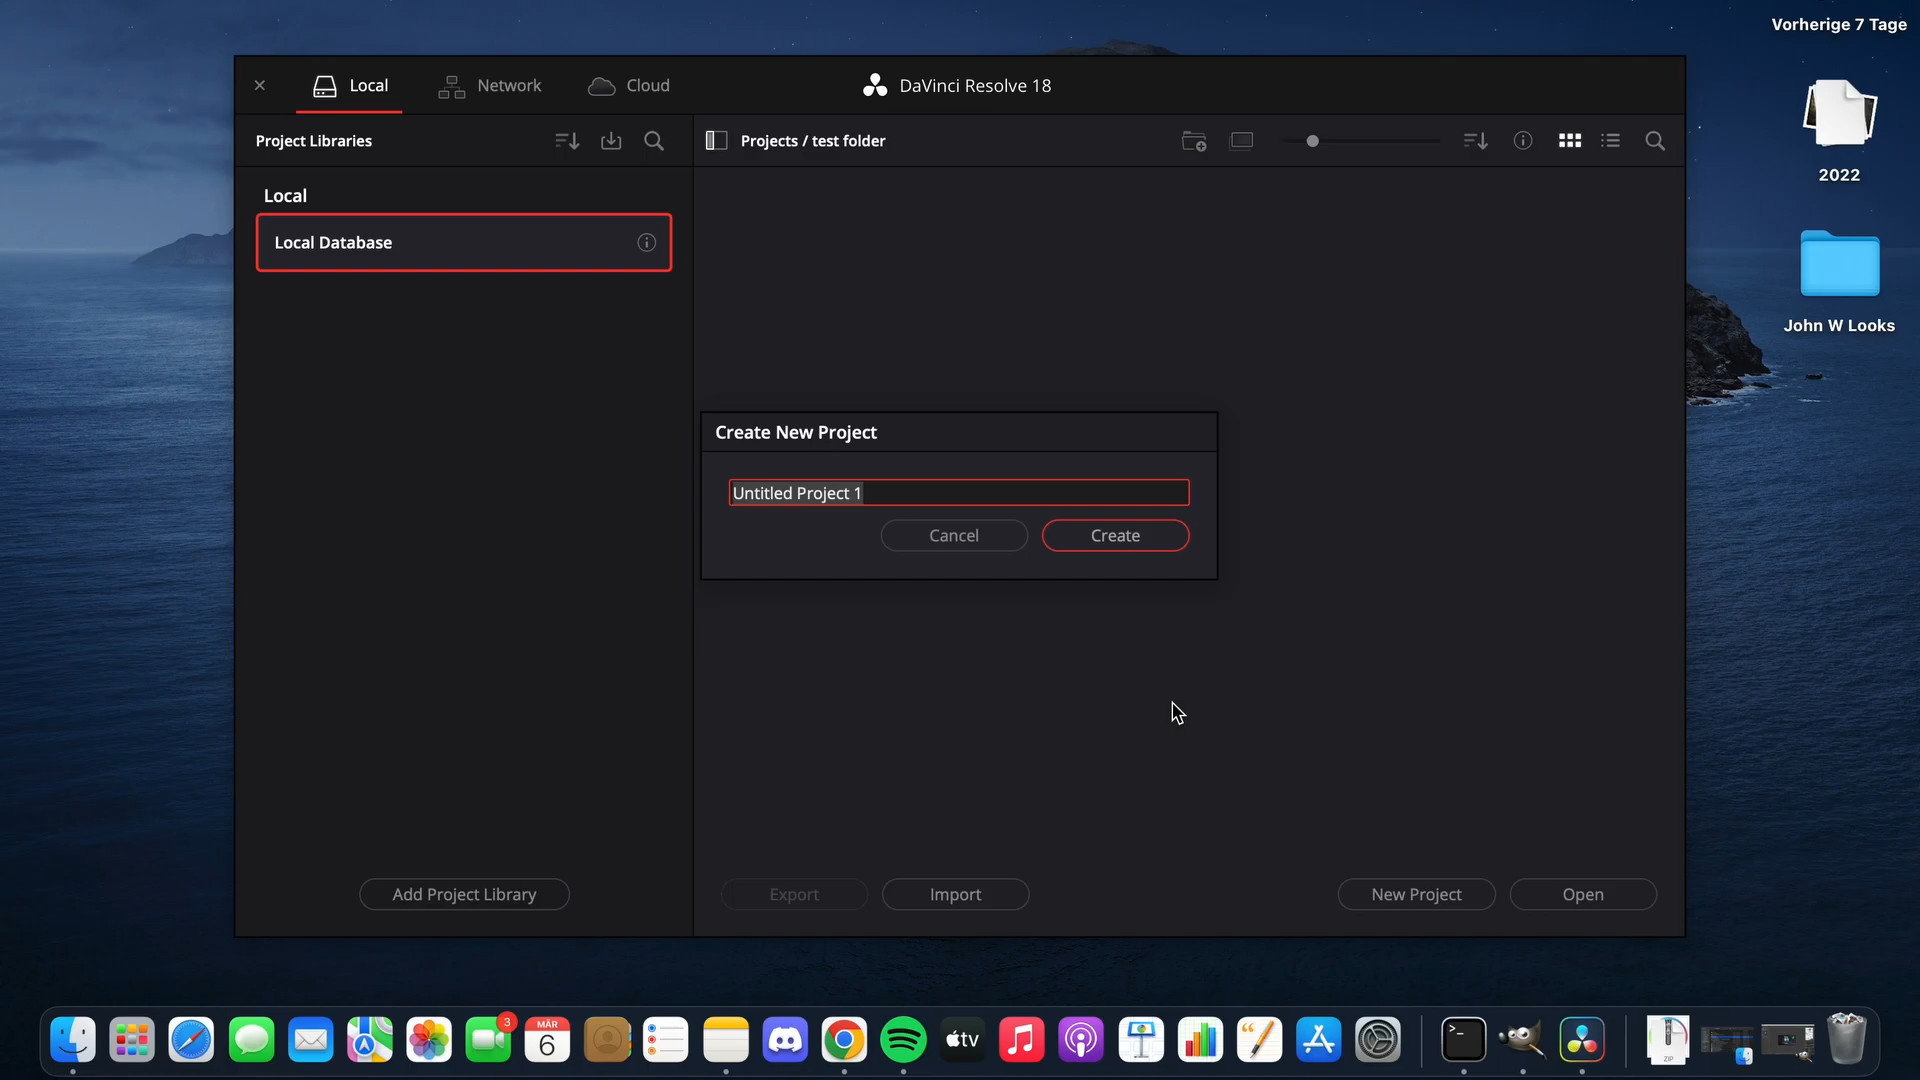 Vorherige 7 Tage
Local
Network
Cloud
DaVinci Resolve 18
Project Libraries
Projects / test folder
2022
Local
Local Database
John W Looks
Create New Project
Untitled Project 1
Cancel
Create
Add Project Library
Export
Import
New Project
Open
3
MÄR
6
tv
>_
ZIP